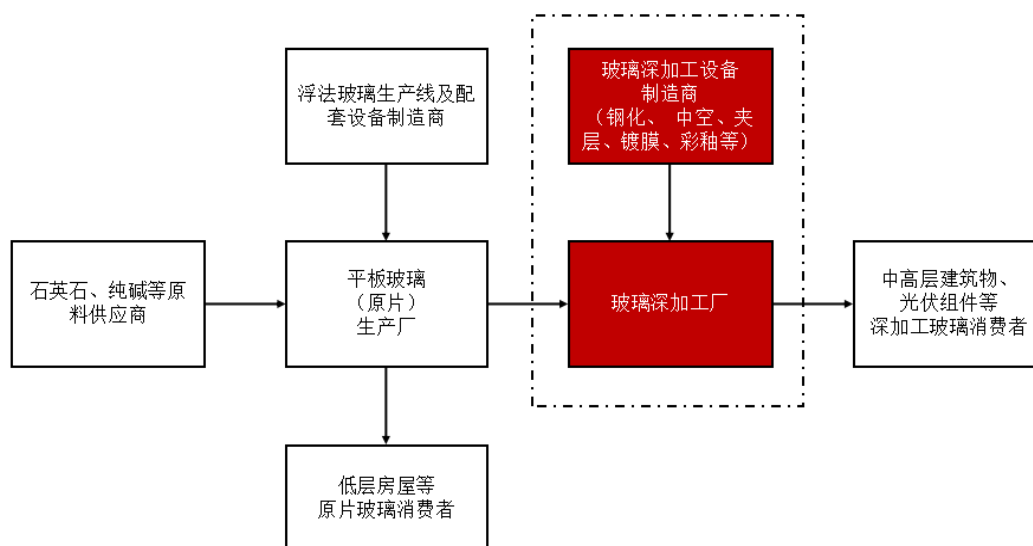 浮法玻璃生产线及配
套设备制造商
玻璃深加工设备
制造商
（钢化、 中空、夹
层、镀膜、彩釉等）
石英石、纯碱等原
料供应商
平板玻璃
（原片）
生产厂
玻璃深加工厂
中高层建筑物、
光伏组件等
深加工玻璃消费者
低层房屋等
原片玻璃消费者